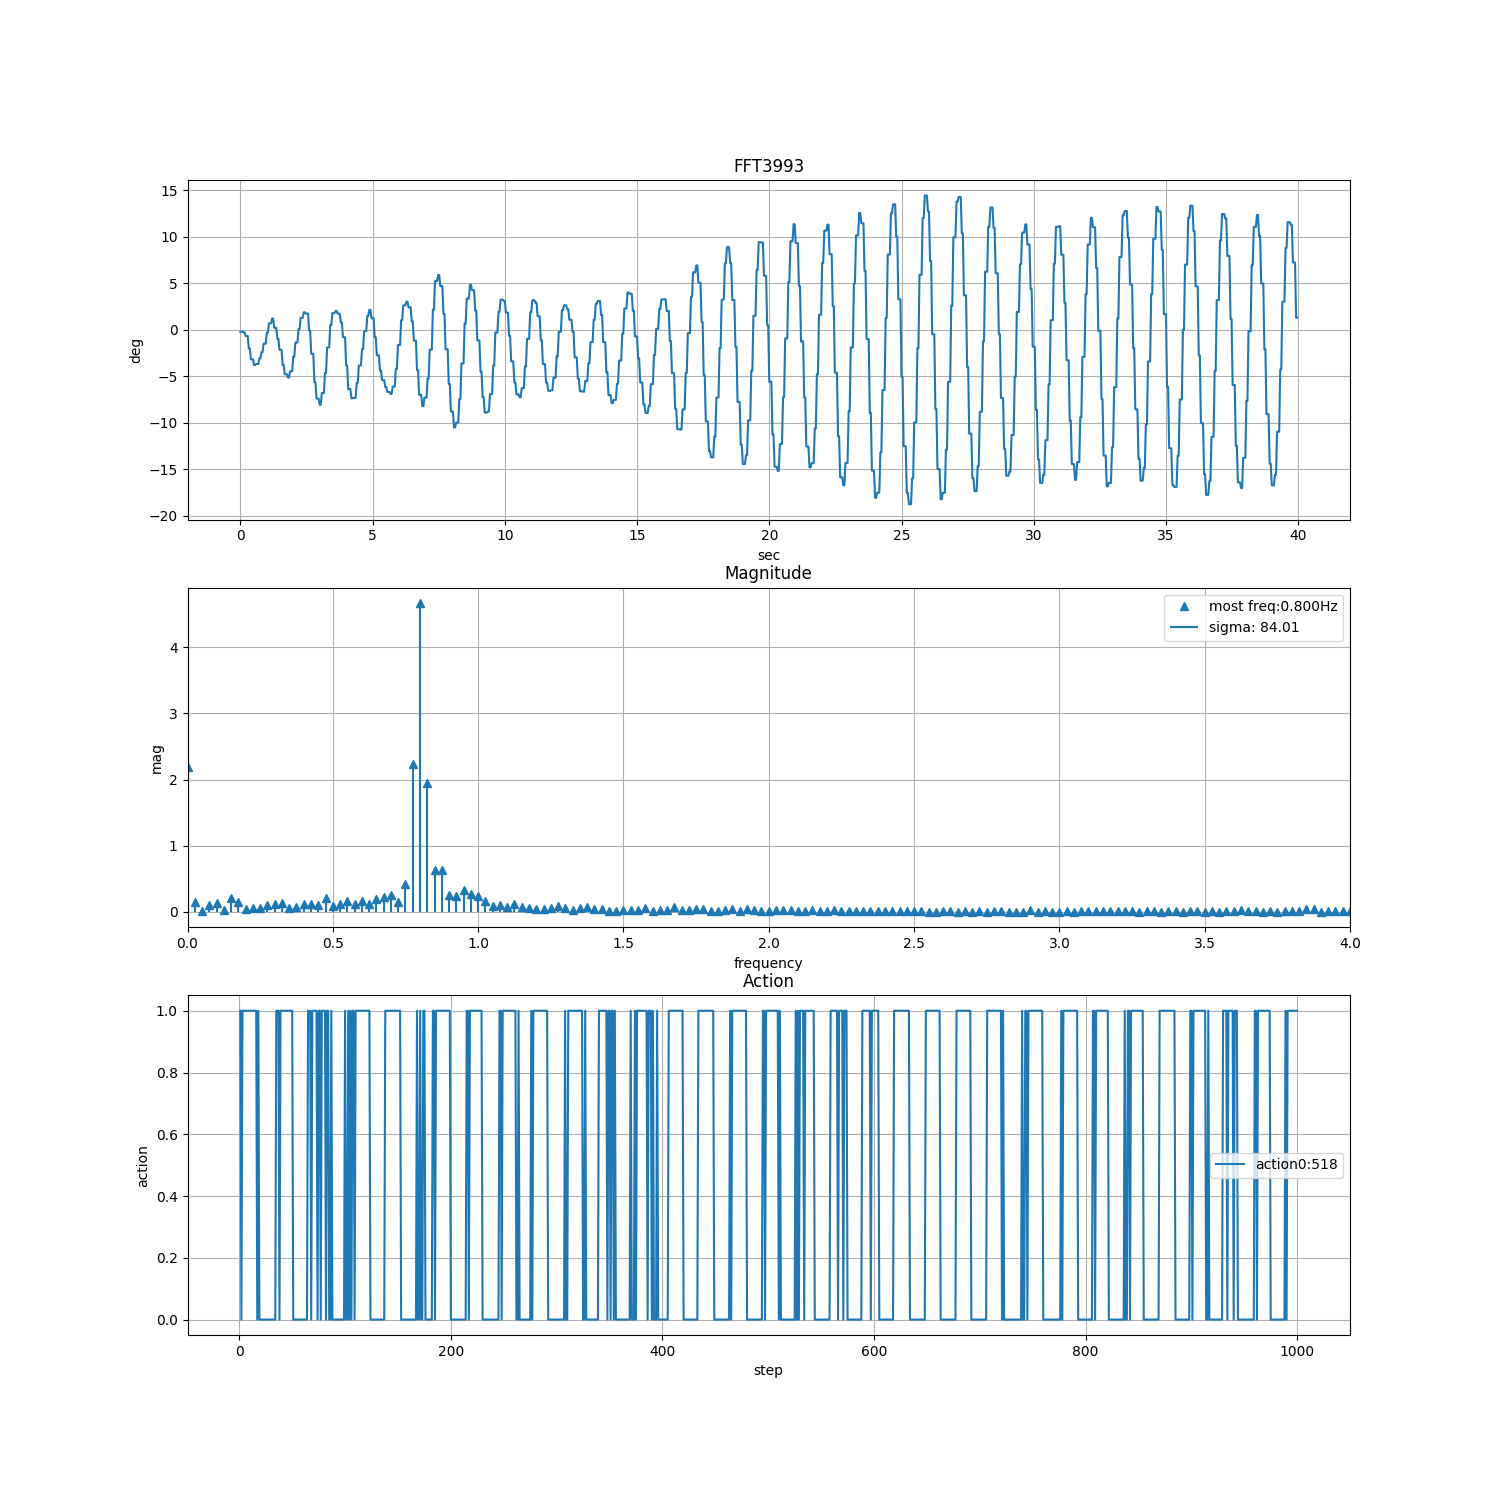 FFT3993
15
10
5
0
−5
−10
−15
−20
deg
0 5 10 15 20 25 30 35 40
sec
Magnitude
most freq:0.800Hz
sigma: 84.01
4
3
2
1
0
mag
0.0 0.5 1.0 1.5 2.0 2.5 3.0 3.5 4.0
frequency
Action
1.0
0.8
0.6
0.4
0.2
0.0
action
action0:518
0 200 400 600 800 1000
step